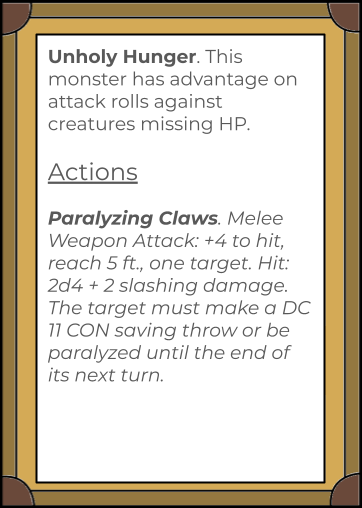 Unholy Hunger. This
monster has advantage on
attack rolls against
creatures missing HP.
Actions
Paralyzing Claws. Melee
Weapon Attack: +4 to hit,
reach 5 ft., one target. Hit:
2d4 + 2 slashing damage.
The target must make a DC
11 CON saving throw or be
paralyzed until the end of
its next turn.